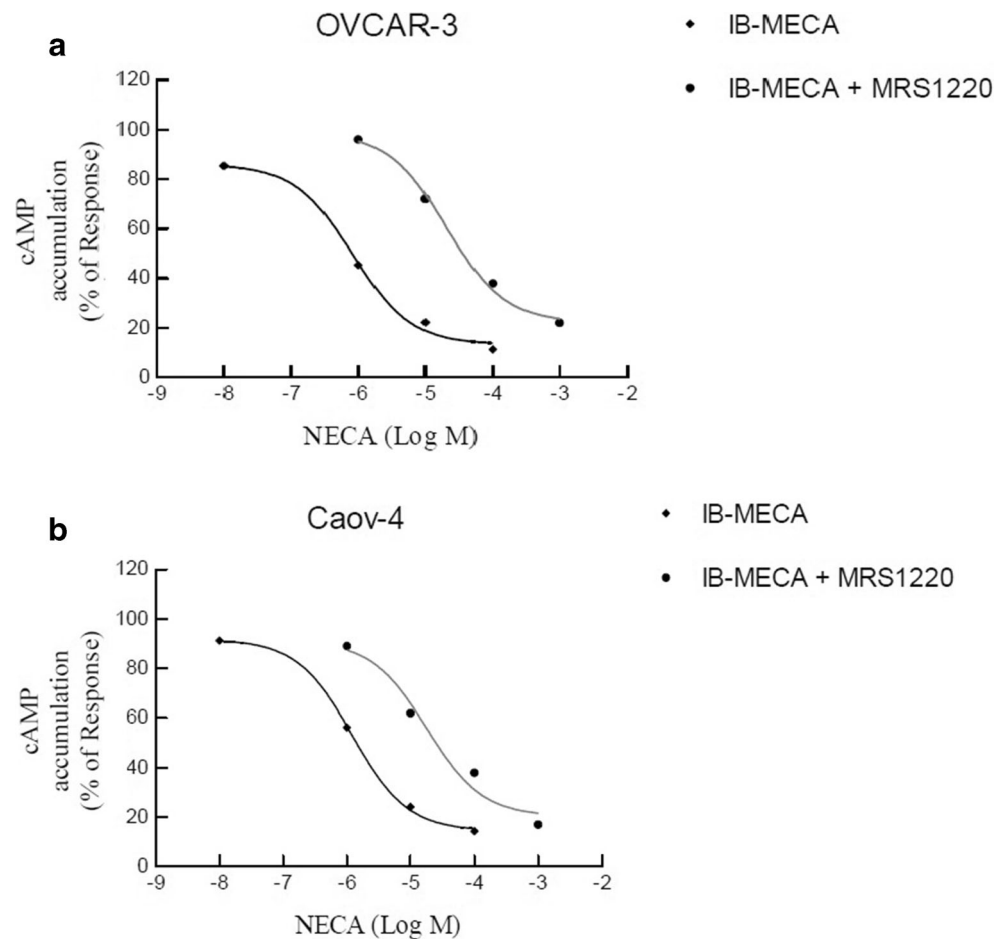 a
OVCAR-3
IB-MECA
IB-MECA + MRS1220
120
100
80
60
40
20
0
cAMP
accumulation
(% of Response)
-9 -8 -7 -6 -5 -4 -3 -2
NECA (Log M)
b
Caov-4
IB-MECA
IB-MECA + MRS1220
120
100
80
60
40
20
0
cAMP
accumulation
(% of Response)
-9 -8 -7 -6 -5 -4 -3 -2
NECA (Log M)